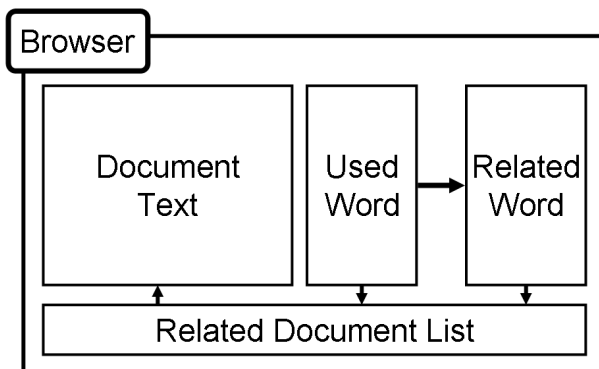 Browser
Document
Text
Used
Word
Related
Word
Related Document List